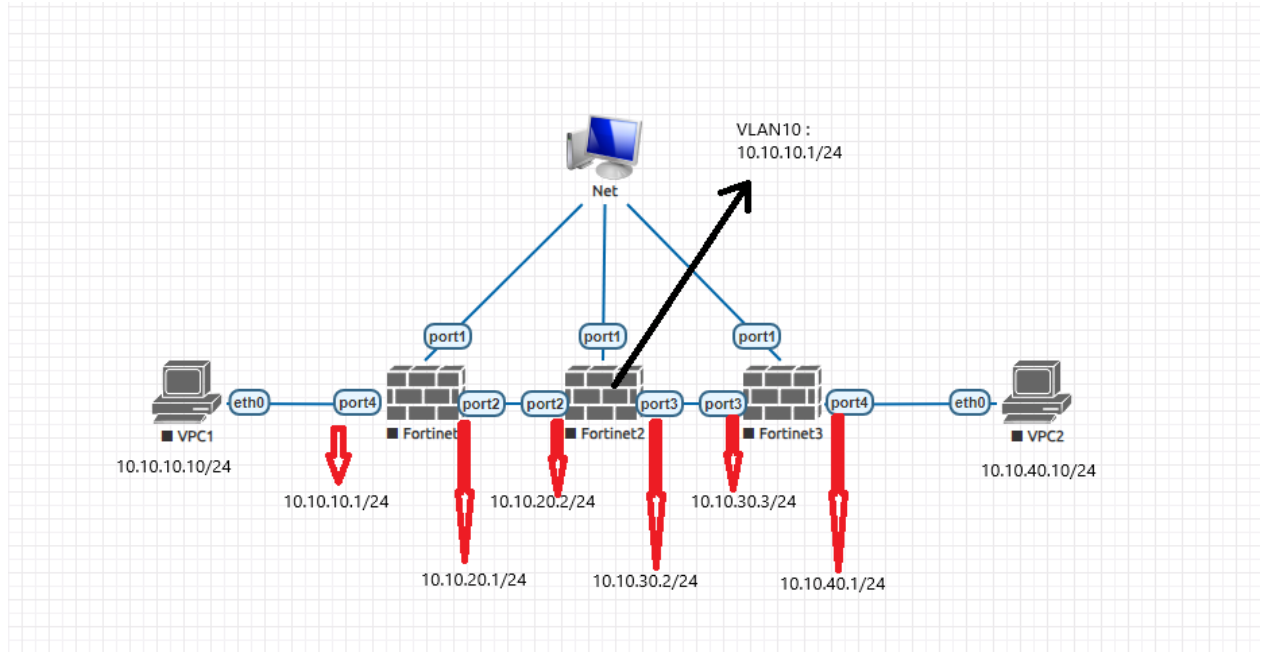 VLAN10 :
10.10.10.1/24
Net
port1
port1
port1
eth0
port4
port2
port2
port3
port3
port4
eth0
VPC1
Fortinet
Fortinet2
Fortinet3
VPC2
10.10.10.10/24
10.10.40.10/24
10.10.10.1/24
10.10.20.2/24
10.10.30.3/24
10.10.20.1/24
10.10.30.2/24
10.10.40.1/24